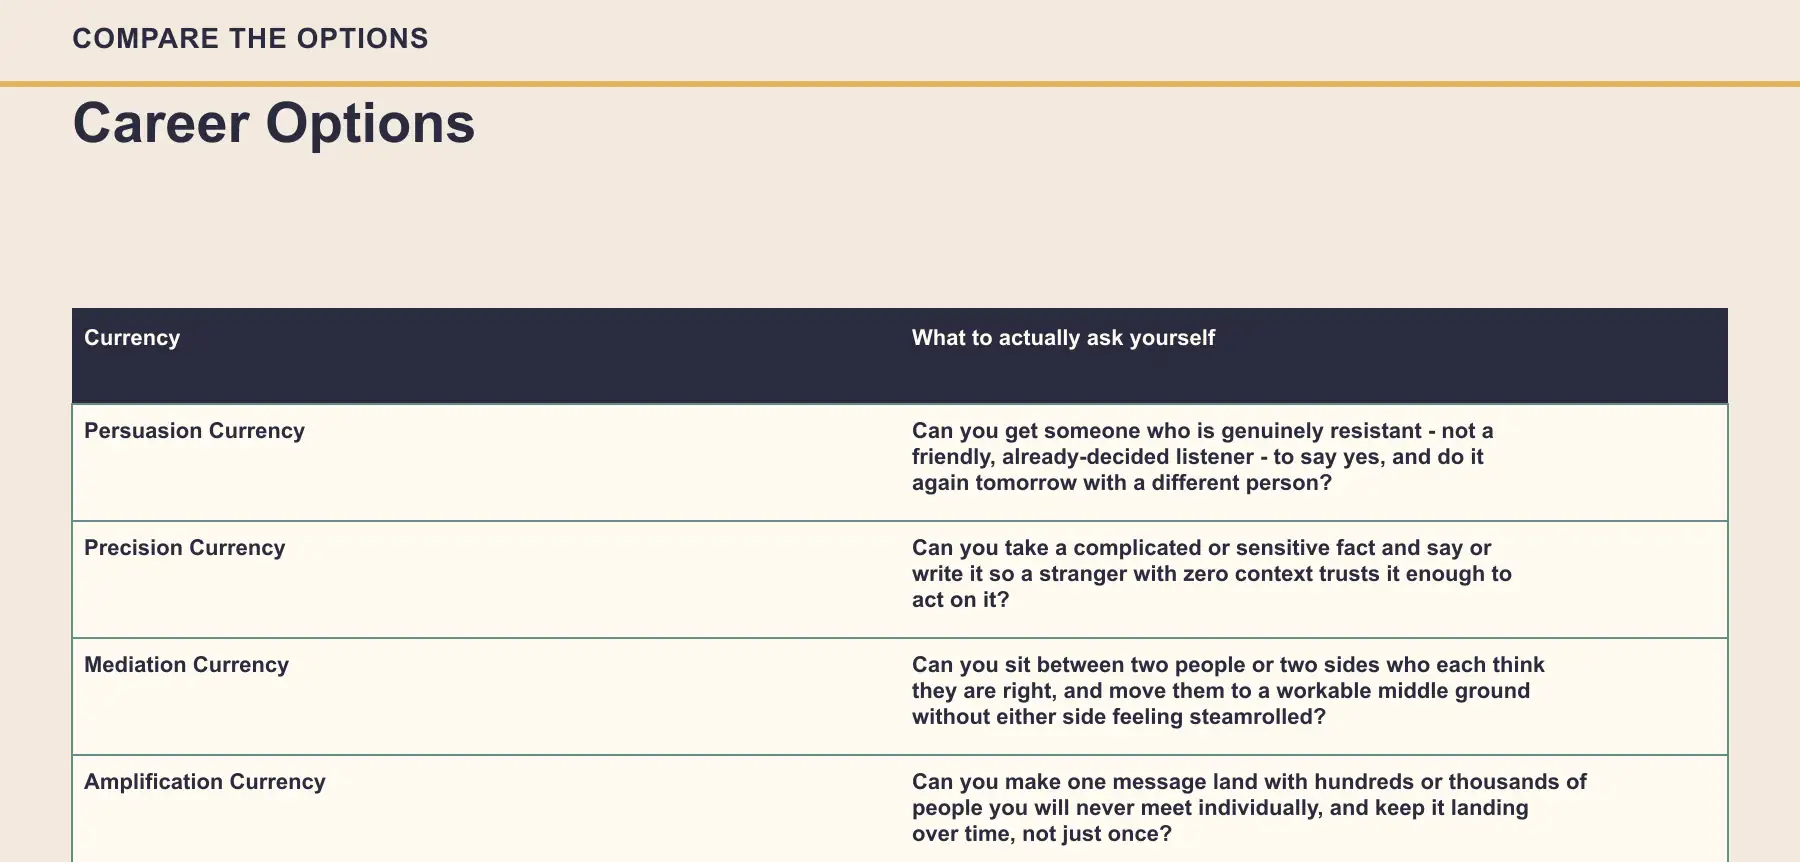 COMPARE THE OPTIONS
Career Options
Currency
What to actually ask yourself
Persuasion Currency
Can you get someone who is genuinely resistant - not a
friendly, already-decided listener - to say yes, and do it
again tomorrow with a different person?
Precision Currency
Can you take a complicated or sensitive fact and say or
write it so a stranger with zero context trusts it enough to
act on it?
Mediation Currency
Can you sit between two people or two sides who each think
they are right, and move them to a workable middle ground
without either side feeling steamrolled?
Amplification Currency
Can you make one message land with hundreds or thousands of
people you will never meet individually, and keep it landing
over time, not just once?